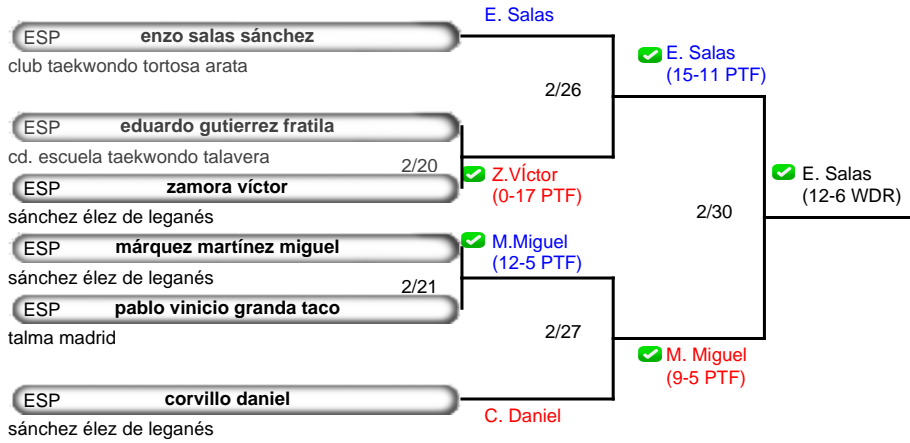 E. Salas
ESP enzo salas sánchez
club taekwondo tortosa arata
E. Salas
(15-11 PTF)
2/26
ESP eduardo gutierrez fratila
cd. escuela taekwondo talavera
2/20
Z.VÍctor
(0-17 PTF)
E. Salas
(12-6 WDR)
ESP zamora víctor
sánchez élez de leganés
2/30
ESP márquez martínez miguel
M.Miguel
(12-5 PTF)
sánchez élez de leganés
2/21
ESP pablo vinicio granda taco
talma madrid
2/27
M. Miguel
(9-5 PTF)
ESP corvillo daniel
C. Daniel
sánchez élez de leganés